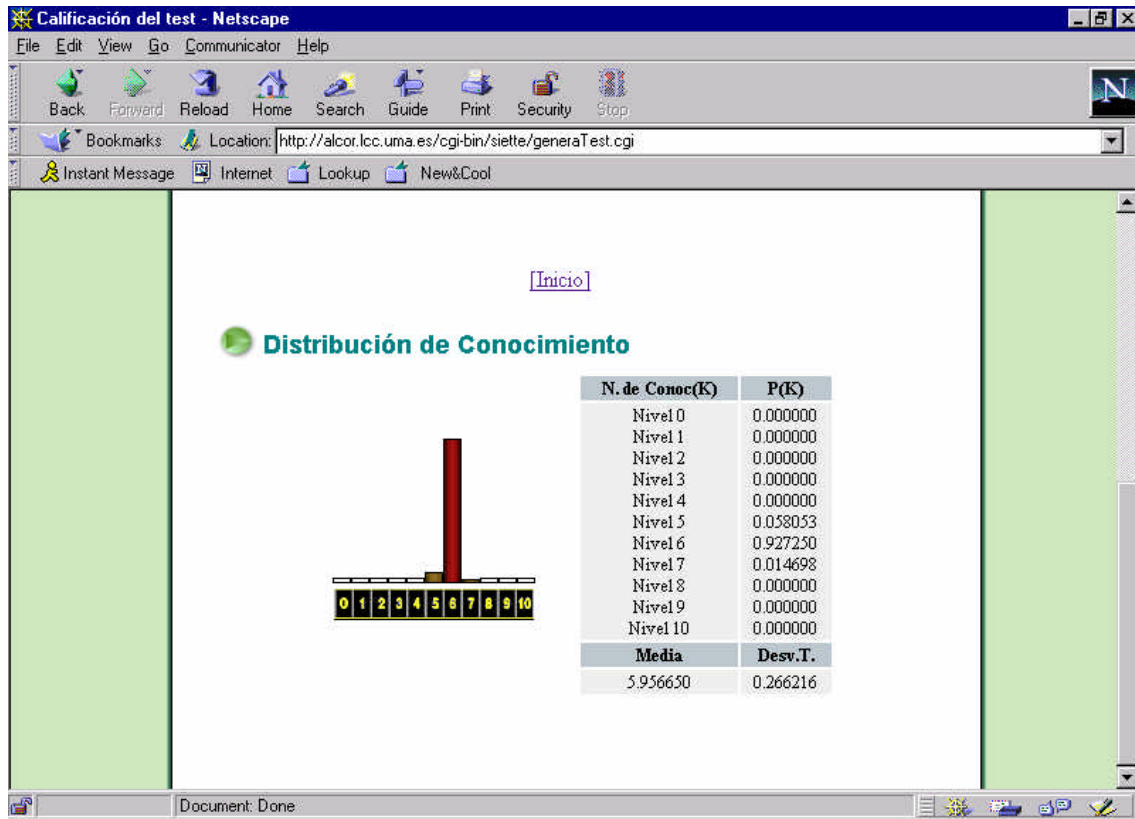 Calificación del test - Netscape
File Edit View Go Communicator Help
Back Forward Reload Home Search Guide Print Security Stop
N
Bookmarks Location: http://alcor.lcc.uma.es/cgi-bin/siette/generaTest.cgi
Instant Message Internet Lookup New&Cool
[Inicio]
Distribución de Conocimiento
N. de Conoc(K) P(K)
Nivel 0 0.000000
Nivel 1 0.000000
Nivel 2 0.000000
Nivel 3 0.000000
Nivel 4 0.000000
Nivel 5 0.058053
Nivel 6 0.927250
Nivel 7 0.014698
Nivel 8 0.000000
Nivel 9 0.000000
Nivel 10 0.000000
Media Desv.T.
5.956650 0.266216
0 1 2 3 4 5 6 7 8 9 10
Document: Done